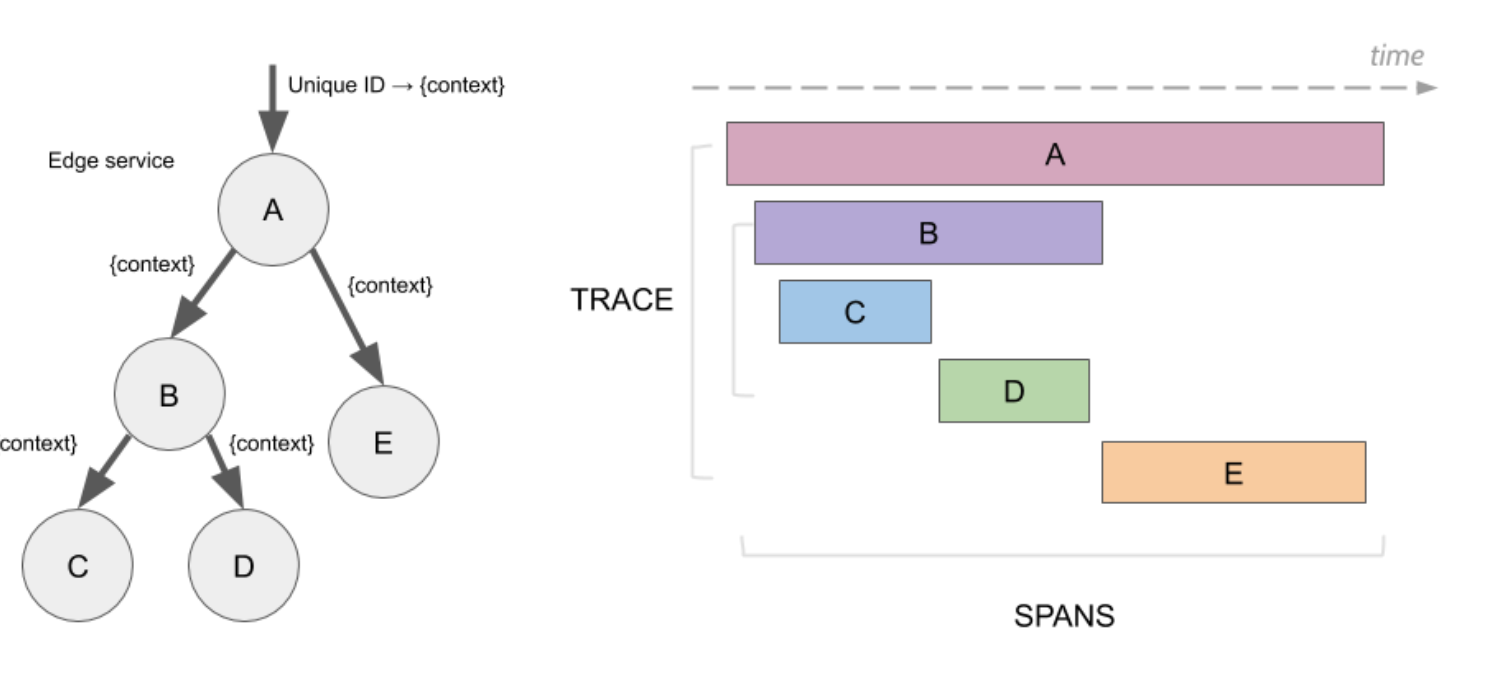 Unique ID → {context}
Edge service
A
{context}
{context}
B
E
context}
{context}
C
D
time
A
B
C
D
E
TRACE
SPANS